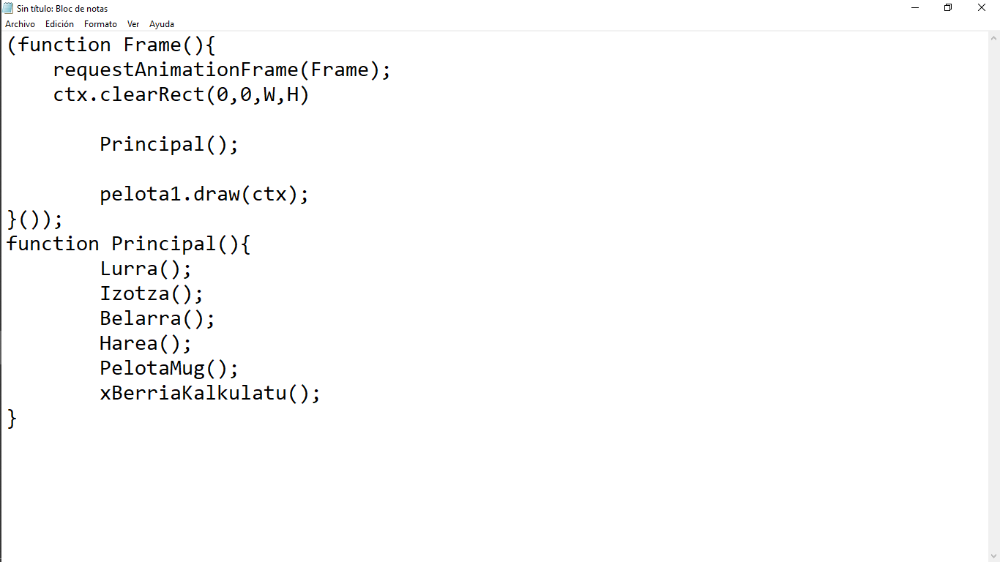 Sin título: Bloc de notas
Archivo Edición Formato Ver Ayuda
(function Frame(){
    requestAnimationFrame(Frame);
    ctx.clearRect(0,0,W,H)
        Principal();
        pelota1.draw(ctx);
}());
function Principal(){
        Lurra();
        Izotza();
        Belarra();
        Harea();
        PelotaMug();
        xBerriaKalkulatu();
}